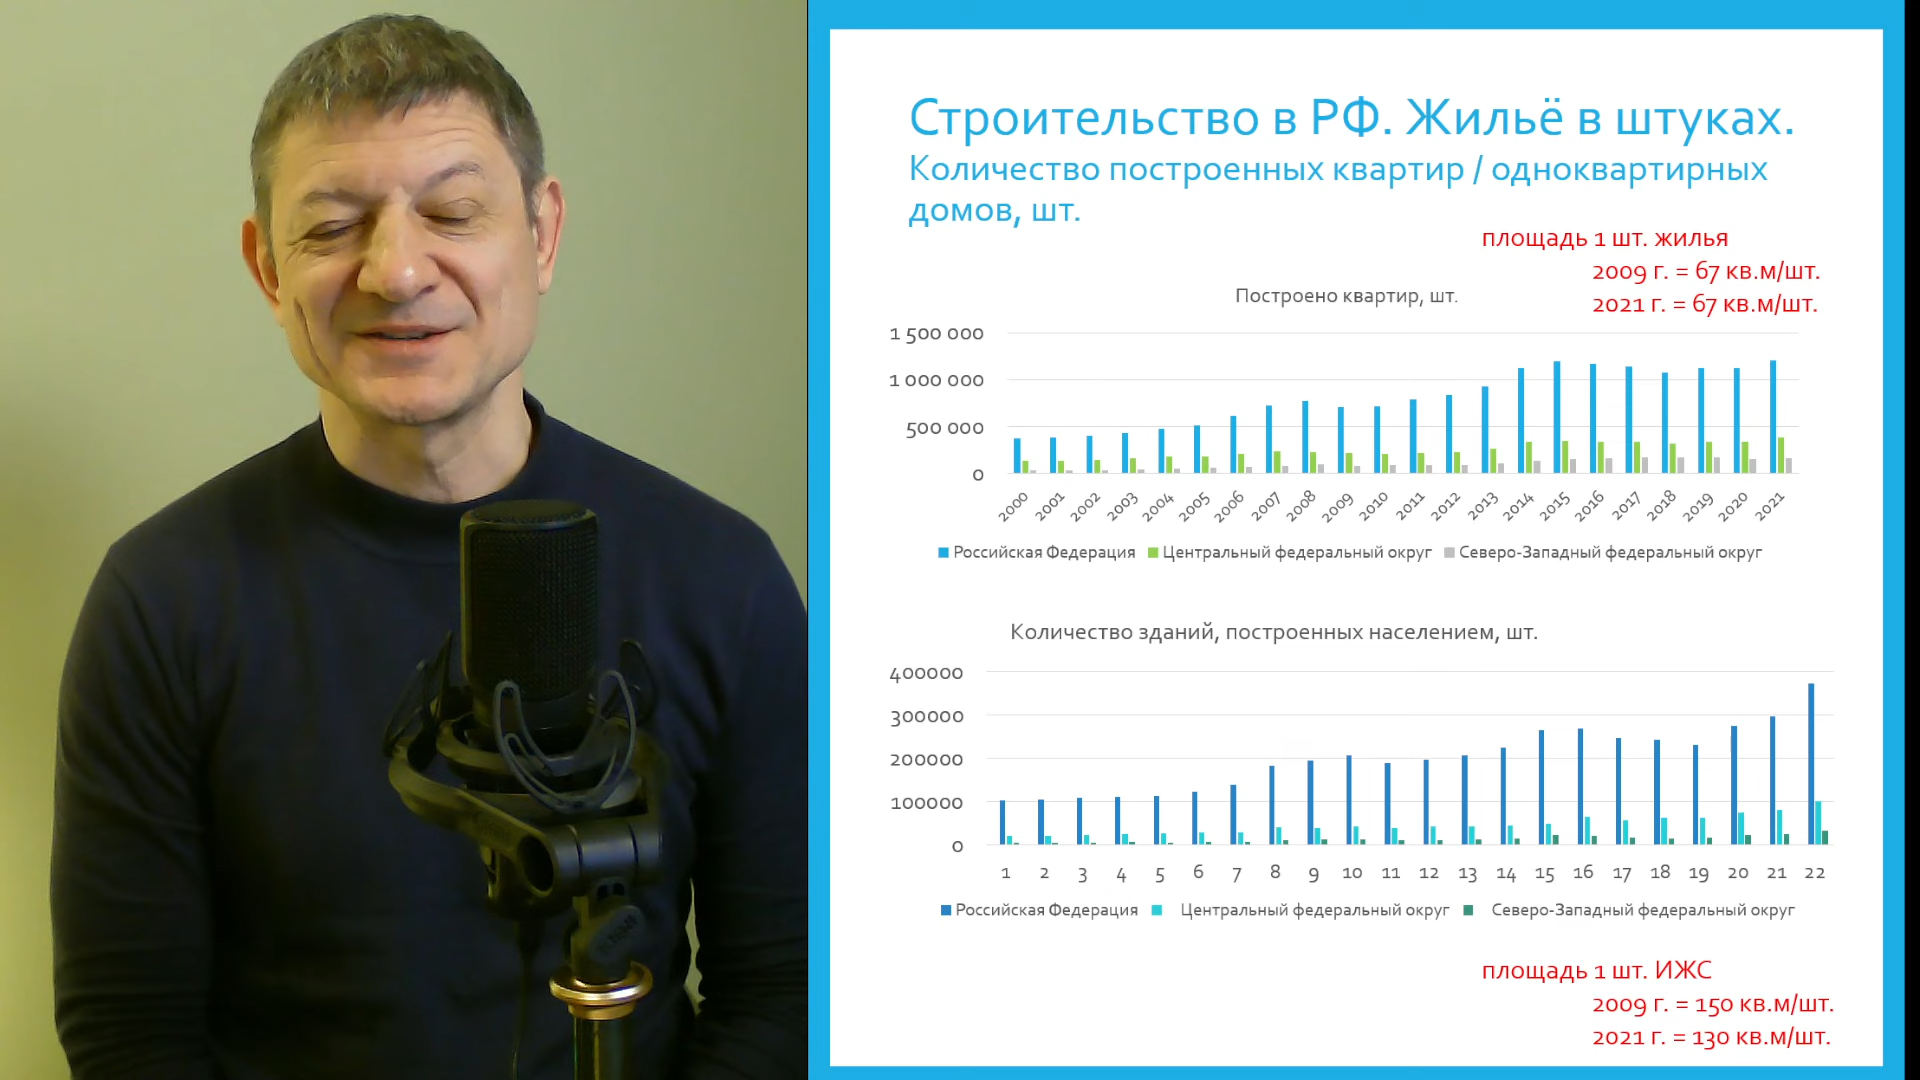 Строительство в РФ. Жильё в штуках.
Количество построенных квартир / одноквартирных
домов, шт.
площадь 1 шт. жилья
2009 г. = 67 кв.м/шт.
2021 г. = 67 кв.м/шт.
Построено квартир, шт.
1 500 000
1 000 000
500 000
0
2000 2001 2002 2003 2004 2005 2006 2007 2008 2009 2010 2011 2012 2013 2014 2015 2016 2017 2018 2019 2020 2021
Российская Федерация Центральный федеральный округ Северо-Западный федеральный округ
Количество зданий, построенных населением, шт.
400000
300000
200000
100000
0
1 2 3 4 5 6 7 8 9 10 11 12 13 14 15 16 17 18 19 20 21 22
Российская Федерация Центральный федеральный округ Северо-Западный федеральный округ
площадь 1 шт. ИЖС
2009 г. = 150 кв.м/шт.
2021 г. = 130 кв.м/шт.